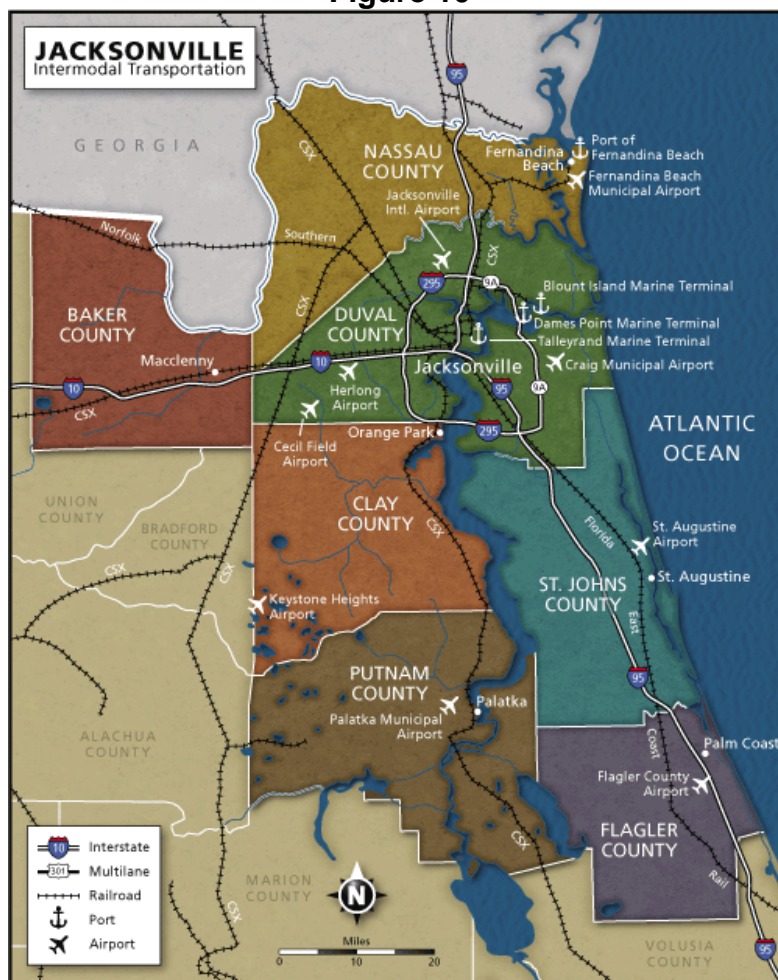 Figure 10
JACKSONVILLE
Intermodal Transportation
95
GEORGIA
CSX
NASSAU
COUNTY
Fernandina
Beach
Port of
Fernandina Beach
Fernandina Beach
Municipal Airport
Jacksonville
Intl. Airport
Norfolk
Southern
CSX
CSX
295
9A
Blount Island Marine Terminal
BAKER
COUNTY
DUVAL
COUNTY
Dames Point Marine Terminal
Talleyrand Marine Terminal
Macclenny
10
Jacksonville
Craig Municipal Airport
10
CSX
Herlong
Airport
95
9A
Cecil Field
Airport
Orange Park
295
ATLANTIC
OCEAN
UNION
COUNTY
BRADFORD
COUNTY
CLAY
COUNTY
CSX
Florida
St. Augustine
Airport
CSX
CSX
St. Augustine
ST. JOHNS
COUNTY
Keystone Heights
Airport
East
PUTNAM
COUNTY
95
Palatka
Palatka Municipal
Airport
ALACHUA
COUNTY
Coast
Palm Coast
Flagler County
Airport
FLAGLER
COUNTY
CSX
10 Interstate
301 Multilane
Railroad
Port
Airport
CSX
MARION
COUNTY
N
Miles
0 10 20
Rail
VOLUSIA
COUNTY
95